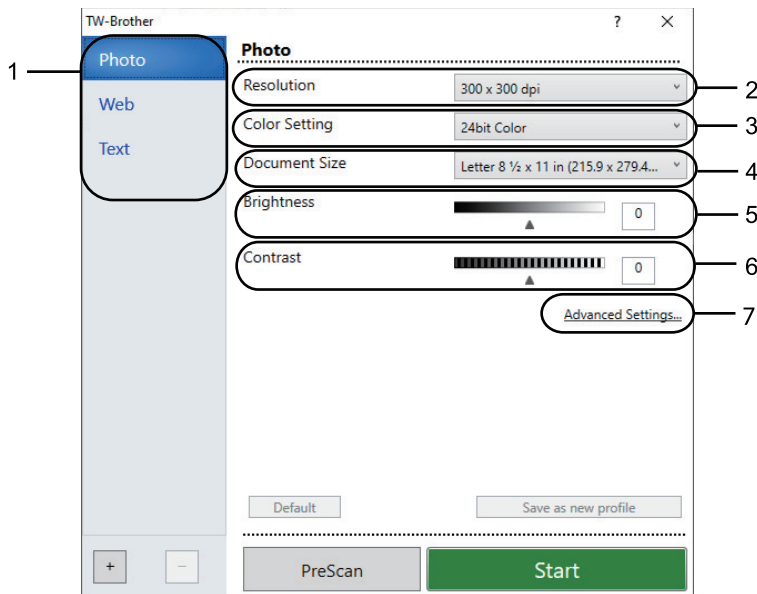 TW-Brother ? ×
1
Photo
Web
Text
Photo
Resolution 300 x 300 dpi 2
Color Setting 24bit Color 3
Document Size Letter 8 ½ x 11 in (215.9 x 279.4... 4
Brightness 0 5
Contrast 0 6
Advanced Settings... 7
Default Save as new profile
+ − PreScan Start